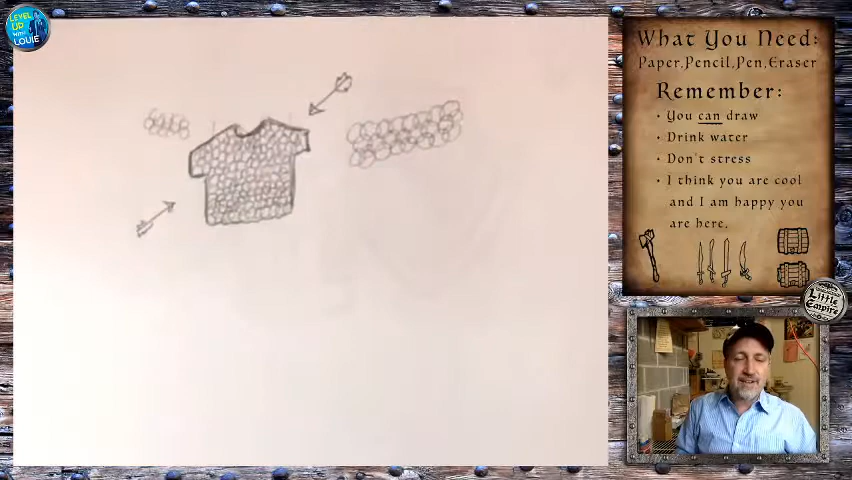 LEVEL
UP
with
LOUIE
What You Need:
Paper,Pencil,Pen,Eraser
Remember:
• You can draw
• Drink water
• Don't stress
• I think you are cool
and I am happy you
are here.
Little
Empire